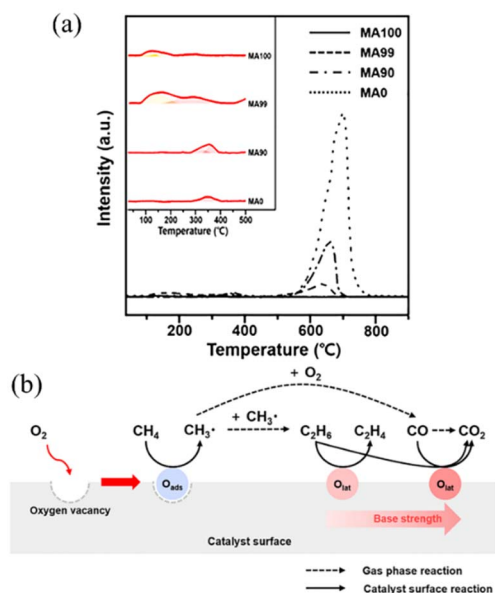 (a)
MA100
MA99
MA90
MA0
MA100
MA99
MA90
MA0
100 200 300 400 500
Temperature (℃)
Intensity (a.u.)
200 400 600 800
Temperature (℃)
(b)
+ O₂
O₂
CH₄ CH₃· + CH₃· C₂H₆ C₂H₄ CO CO₂
Oads Olat Olat
Oxygen vacancy
Base strength
Catalyst surface
Gas phase reaction
Catalyst surface reaction